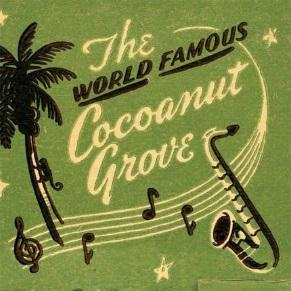 The
WORLD FAMOUS
Cocoanut
Grove